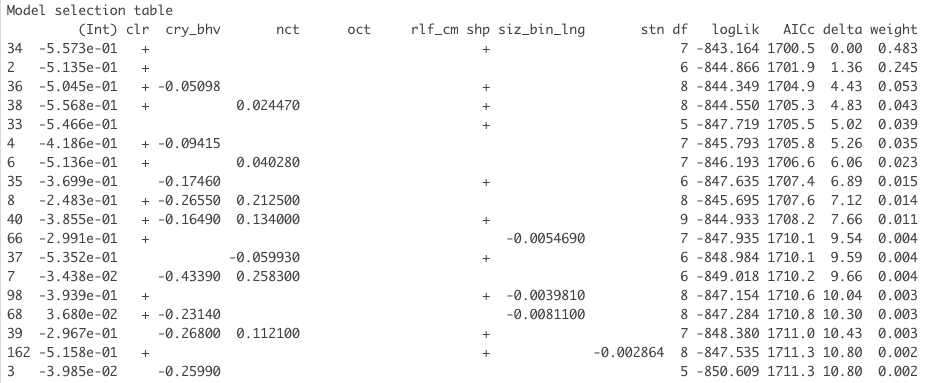 Model selection table
(Int) clr cry_bhv nct oct rlf_cm shp siz_bin_lng stn df logLik AICc delta weight
34 -5.573e-01 + + 7 -843.164 1700.5 0.00 0.483
2 -5.135e-01 + 6 -844.866 1701.9 1.36 0.245
36 -5.045e-01 + -0.05098 + 8 -844.349 1704.9 4.43 0.053
38 -5.568e-01 + 0.024470 + 8 -844.550 1705.3 4.83 0.043
33 -5.466e-01 + 5 -847.719 1705.5 5.02 0.039
4 -4.186e-01 + -0.09415 7 -845.793 1705.8 5.26 0.035
6 -5.136e-01 + 0.040280 7 -846.193 1706.6 6.06 0.023
35 -3.699e-01 -0.17460 + 6 -847.635 1707.4 6.89 0.015
8 -2.483e-01 + -0.26550 0.212500 8 -845.695 1707.6 7.12 0.014
40 -3.855e-01 + -0.16490 0.134000 + 9 -844.933 1708.2 7.66 0.011
66 -2.991e-01 + -0.0054690 7 -847.935 1710.1 9.54 0.004
37 -5.352e-01 -0.059930 + 6 -848.984 1710.1 9.59 0.004
7 -3.438e-02 -0.43390 0.258300 6 -849.018 1710.2 9.66 0.004
98 -3.939e-01 + + -0.0039810 8 -847.154 1710.6 10.04 0.003
68 3.680e-02 + -0.23140 -0.0081100 8 -847.284 1710.8 10.30 0.003
39 -2.967e-01 -0.26800 0.112100 + 7 -848.380 1711.0 10.43 0.003
162 -5.158e-01 + + -0.002864 8 -847.535 1711.3 10.80 0.002
3 -3.985e-02 -0.25990 5 -850.609 1711.3 10.80 0.002